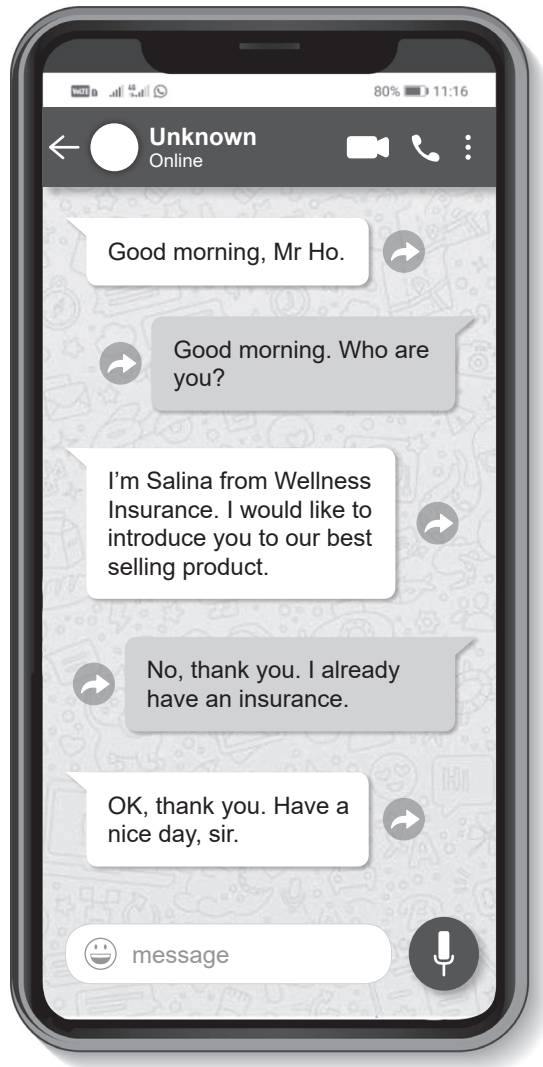 80% 11:16
Unknown
Online
Good morning, Mr Ho.
Good morning. Who are
you?
I'm Salina from Wellness
Insurance. I would like to
introduce you to our best
selling product.
No, thank you. I already
have an insurance.
OK, thank you. Have a
nice day, sir.
message